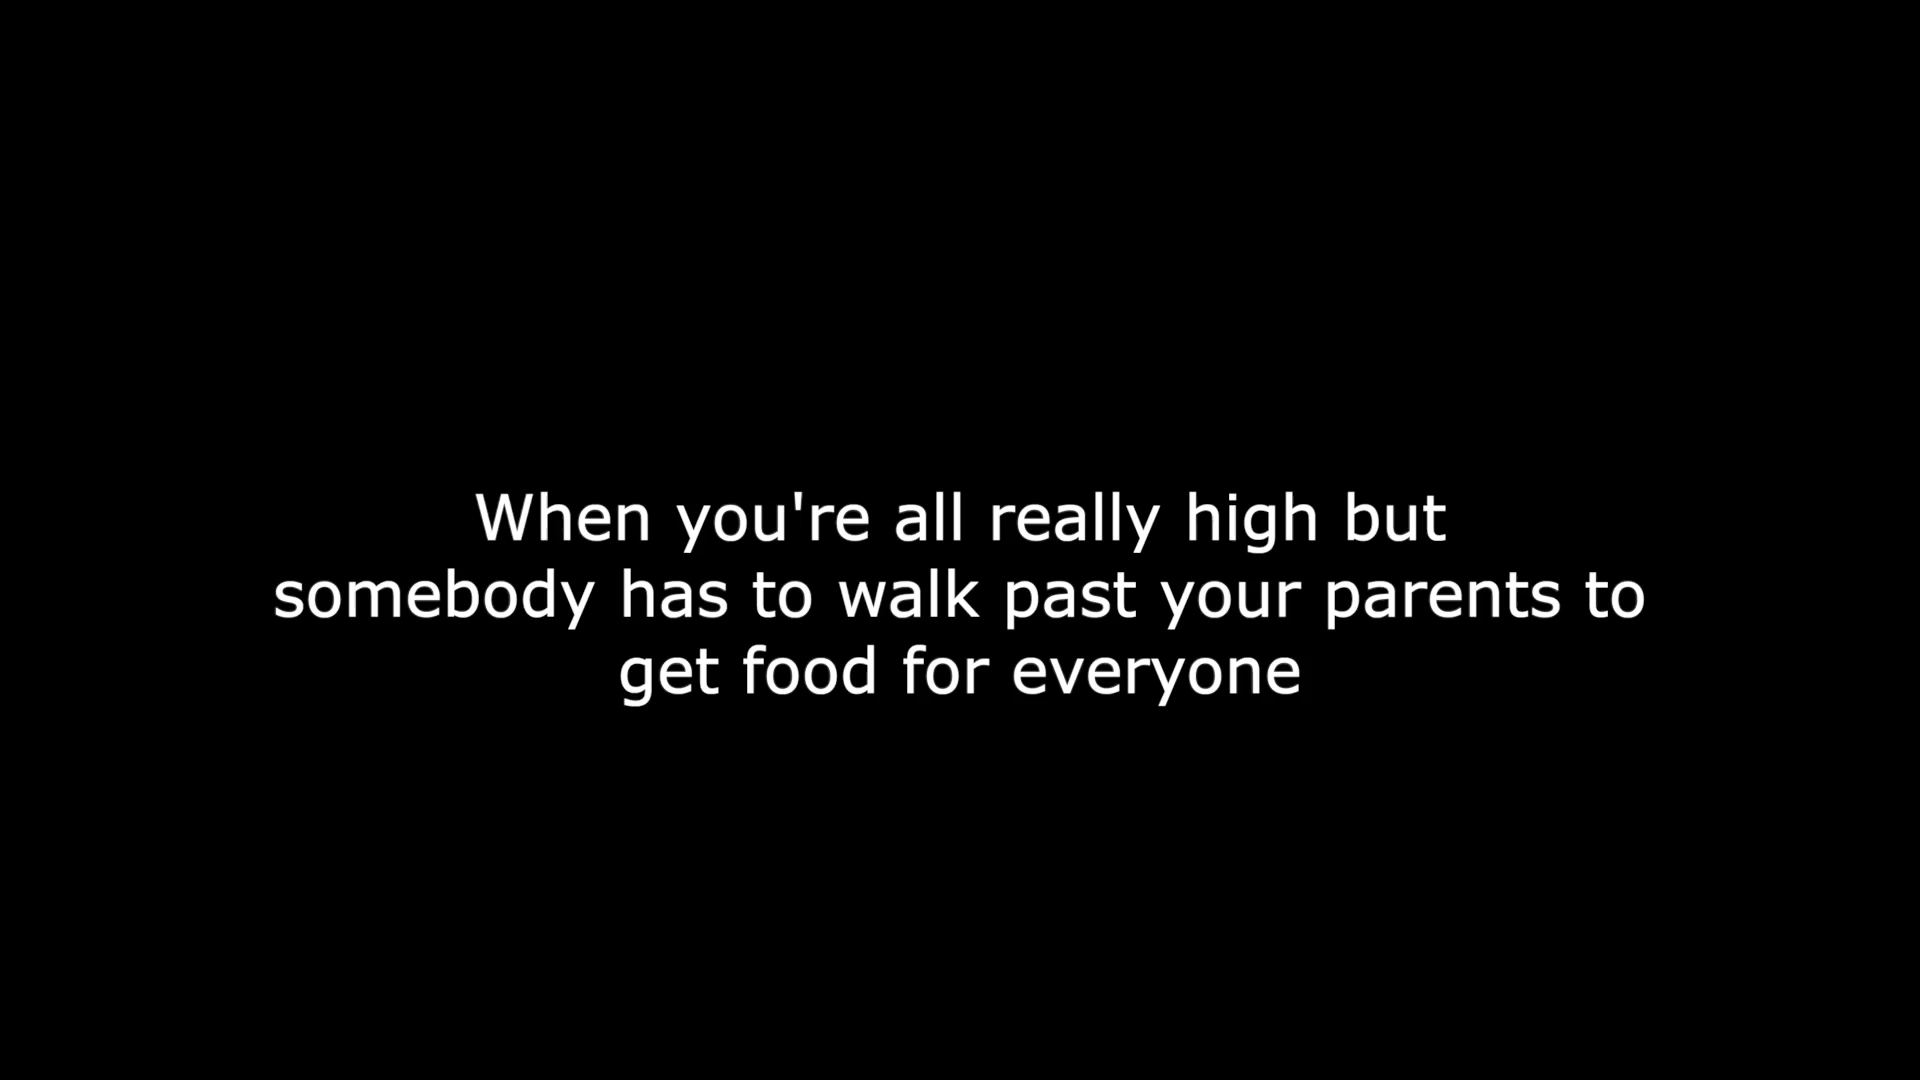 When you're all really high but
somebody has to walk past your parents to
get food for everyone